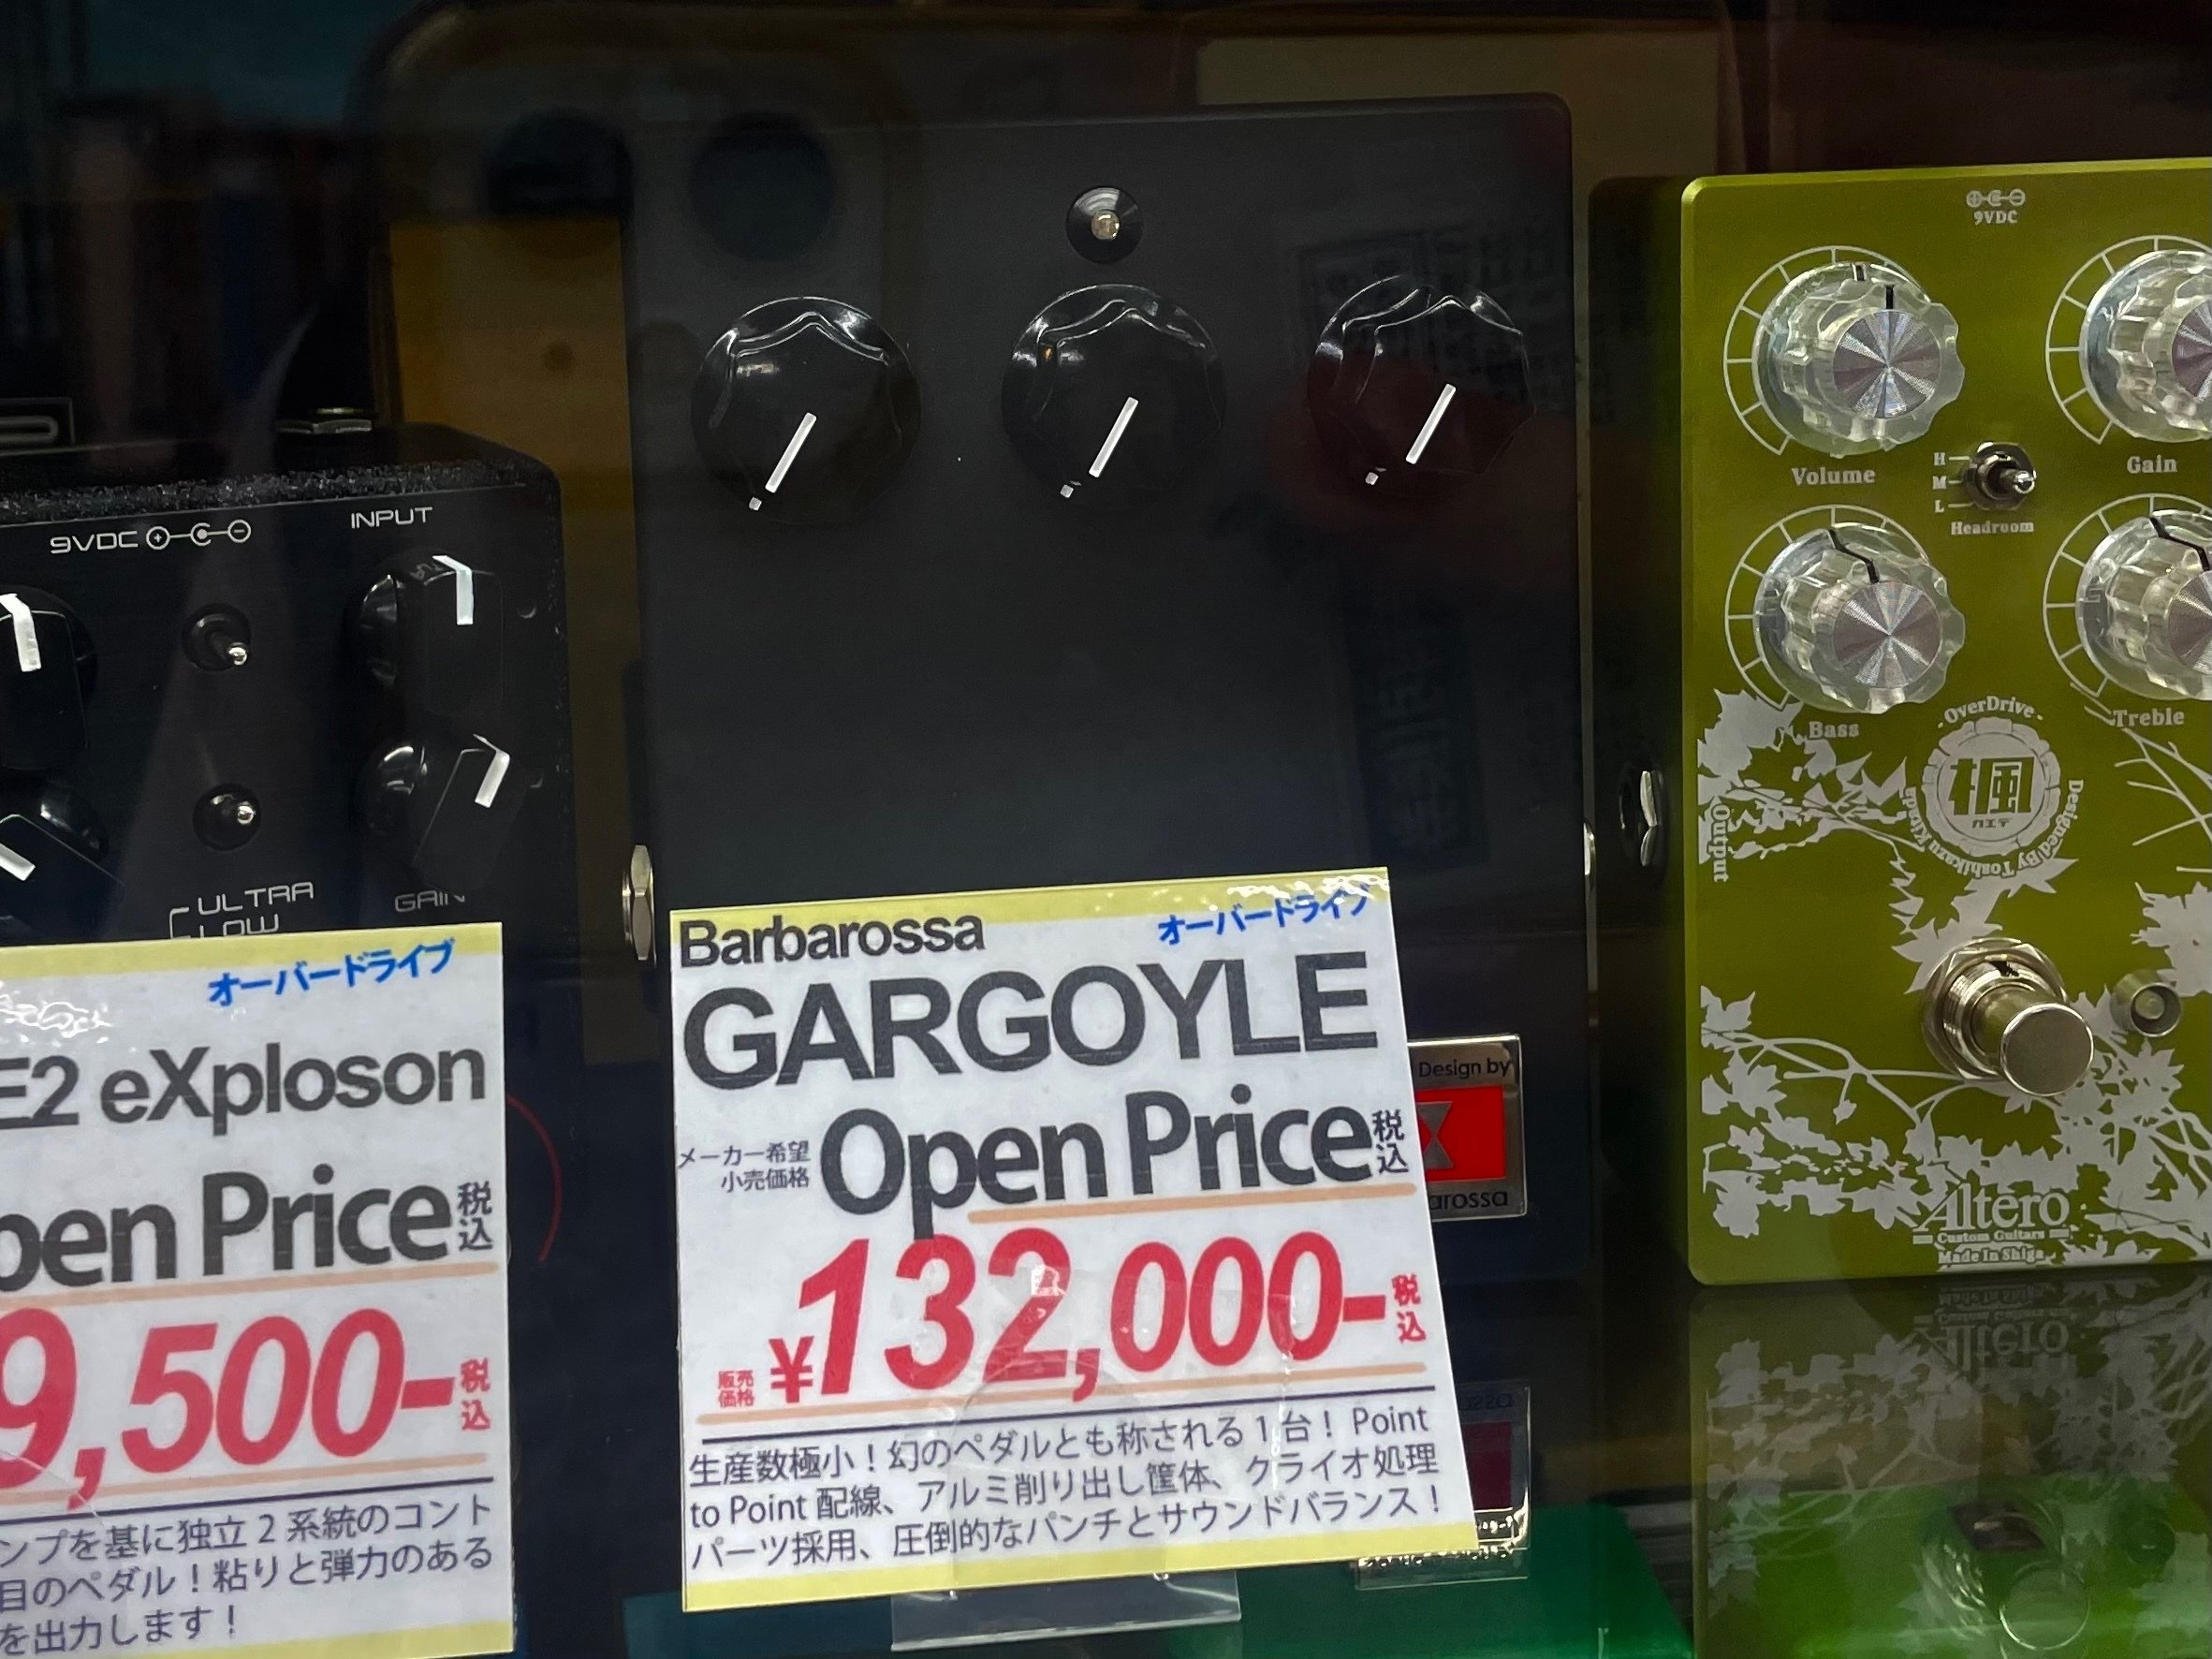 9VDC
INPUT
ULTRA
LOW
GAIN
オーバードライブ
E2 eXploson
pen Price 税込
9,500- 税込
ンプを基に独立 2 系統のコント
目のペダル！粘りと弾力のある
を出力します！
Barbarossa
オーバードライブ
GARGOYLE
メーカー希望
小売価格
Open Price 税込
販売
価格
¥132,000- 税込
生産数極小！幻のペダルとも称される 1 台！ Point
to Point 配線、アルミ削り出し筐体、クライオ処理
パーツ採用、圧倒的なパンチとサウンドバランス！
Design by
arossa
9VDC
Volume
Gain
H
M
L
Headroom
Bass
Treble
-OverDrive-
楓
カエデ
Designed By Toshikazu
Output
Altero
Custom Guitars
Made In Shiga